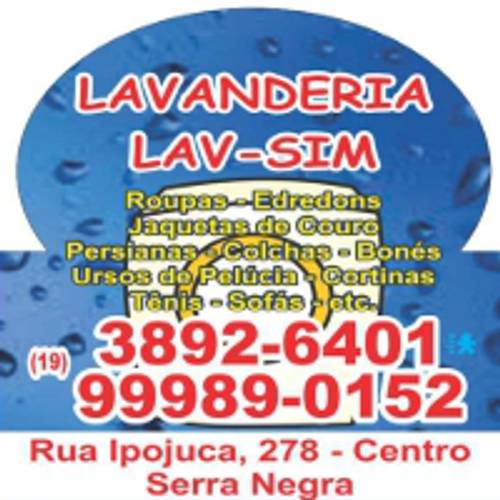 LAVANDERIA
LAV-SIM
Roupas - Edredons
Jaquetas de Couro
Persianas - Colchas - Bonés
Ursos de Pelúcia - Cortinas
Tênis - Sofás - etc.
(19) 3892-6401
99989-0152
Rua Ipojuca, 278 - Centro
Serra Negra